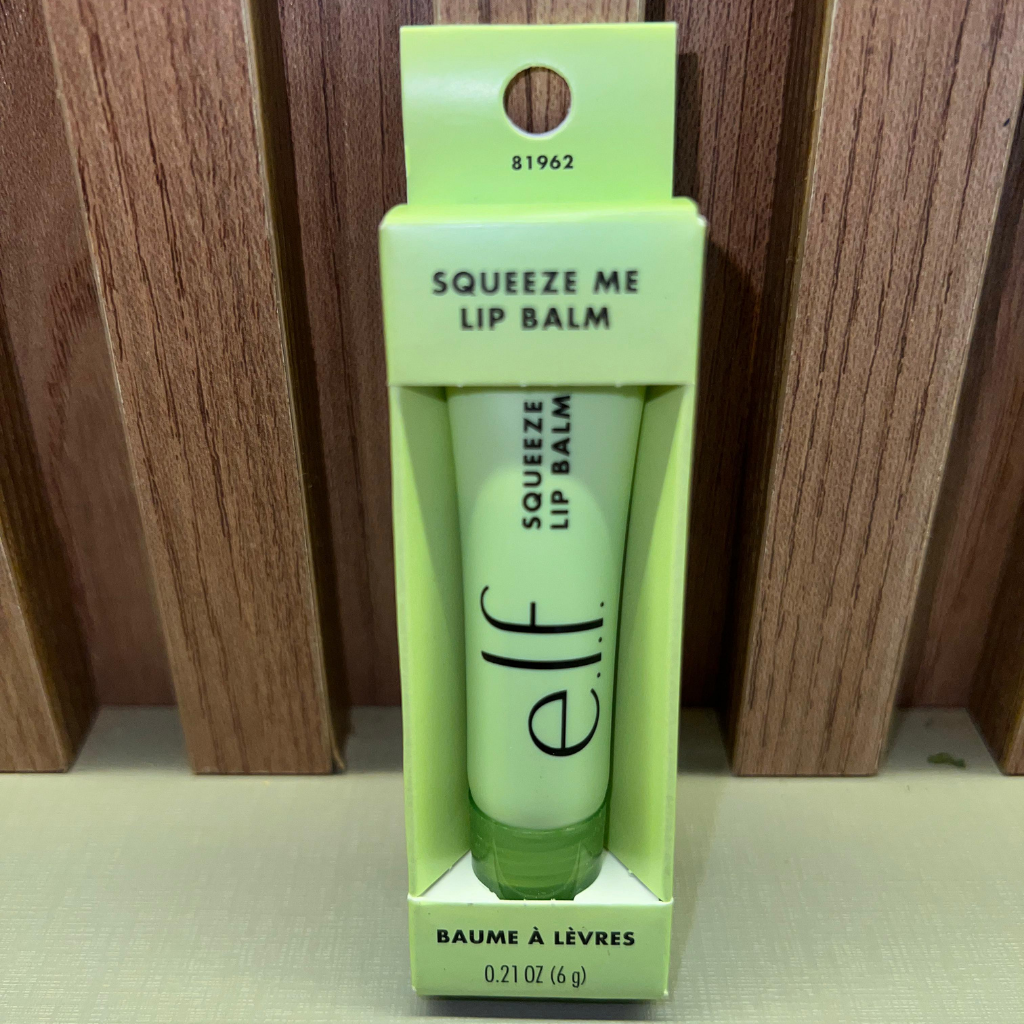 81962
SQUEEZE ME
LIP BALM
SQUEEZE
LIP BALM
e.l.f.
BAUME À LÈVRES
0.21 OZ (6 g)